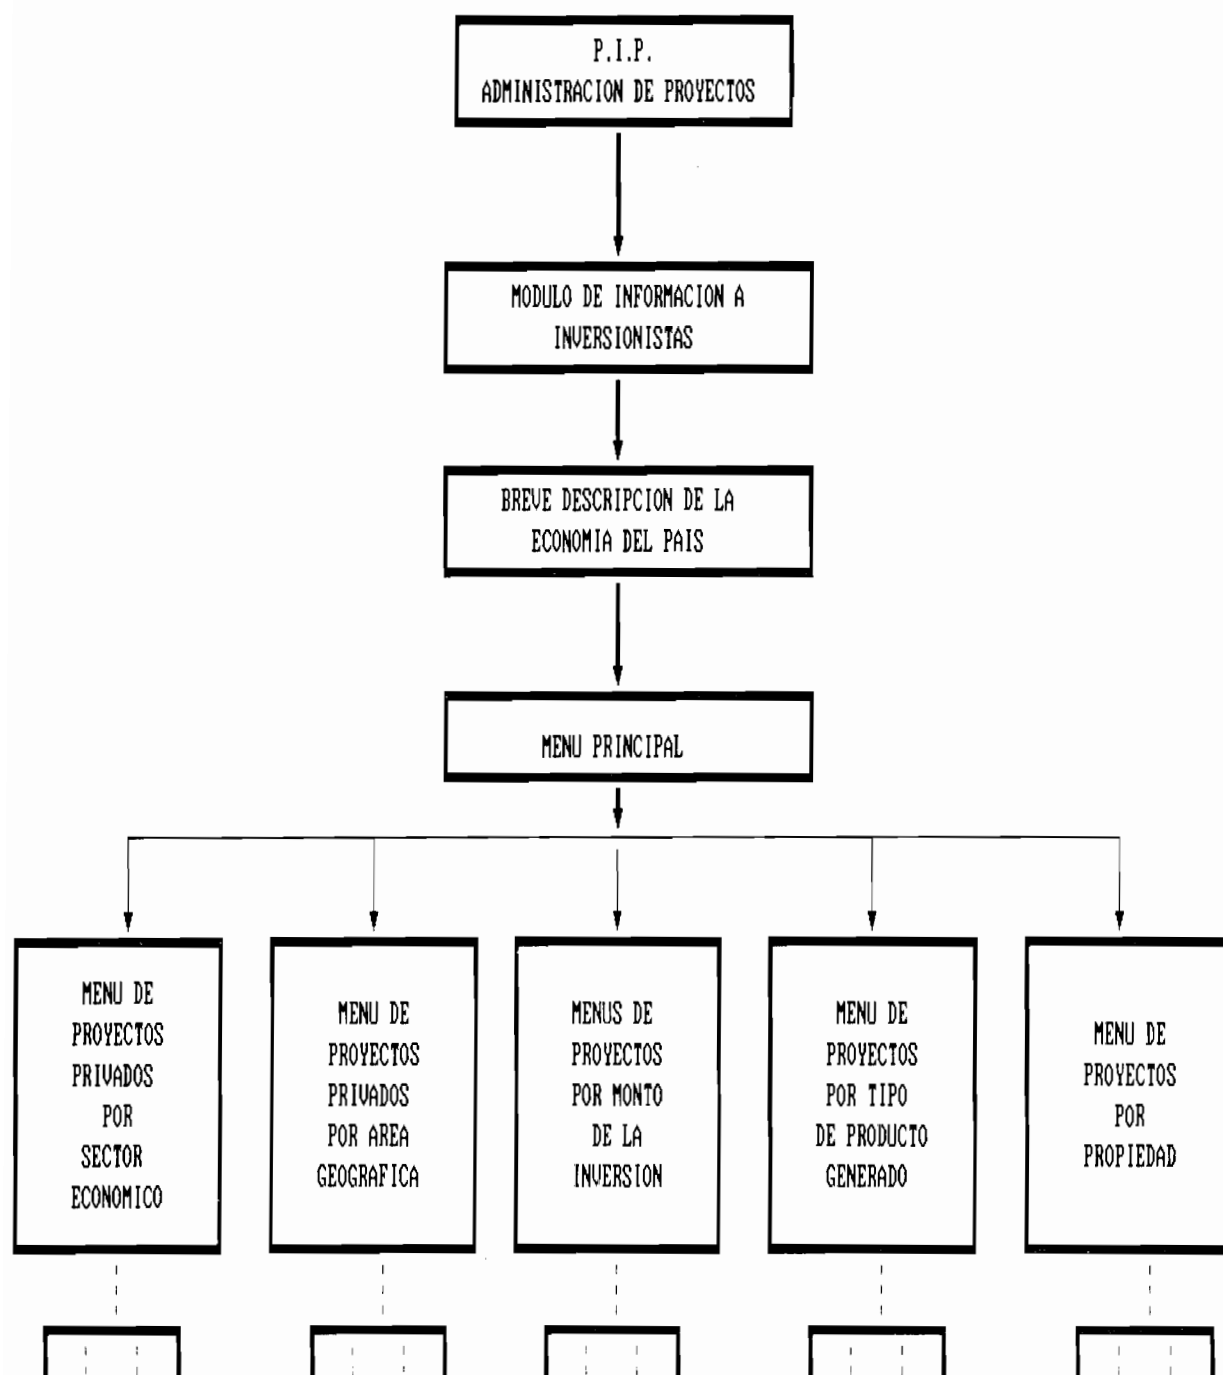 P.I.P.
ADMINISTRACION DE PROYECTOS
MODULO DE INFORMACION A
INVERSIONISTAS
BREVE DESCRIPCION DE LA
ECONOMIA DEL PAIS
MENU PRINCIPAL
MENU DE
PROYECTOS
PRIVADOS
POR
SECTOR
ECONOMICO
MENU DE
PROYECTOS
PRIVADOS
POR AREA
GEOGRAFICA
MENUS DE
PROYECTOS
POR MONTO
DE LA
INVERSION
MENU DE
PROYECTOS
POR TIPO
DE PRODUCTO
GENERADO
MENU DE
PROYECTOS
POR
PROPIEDAD